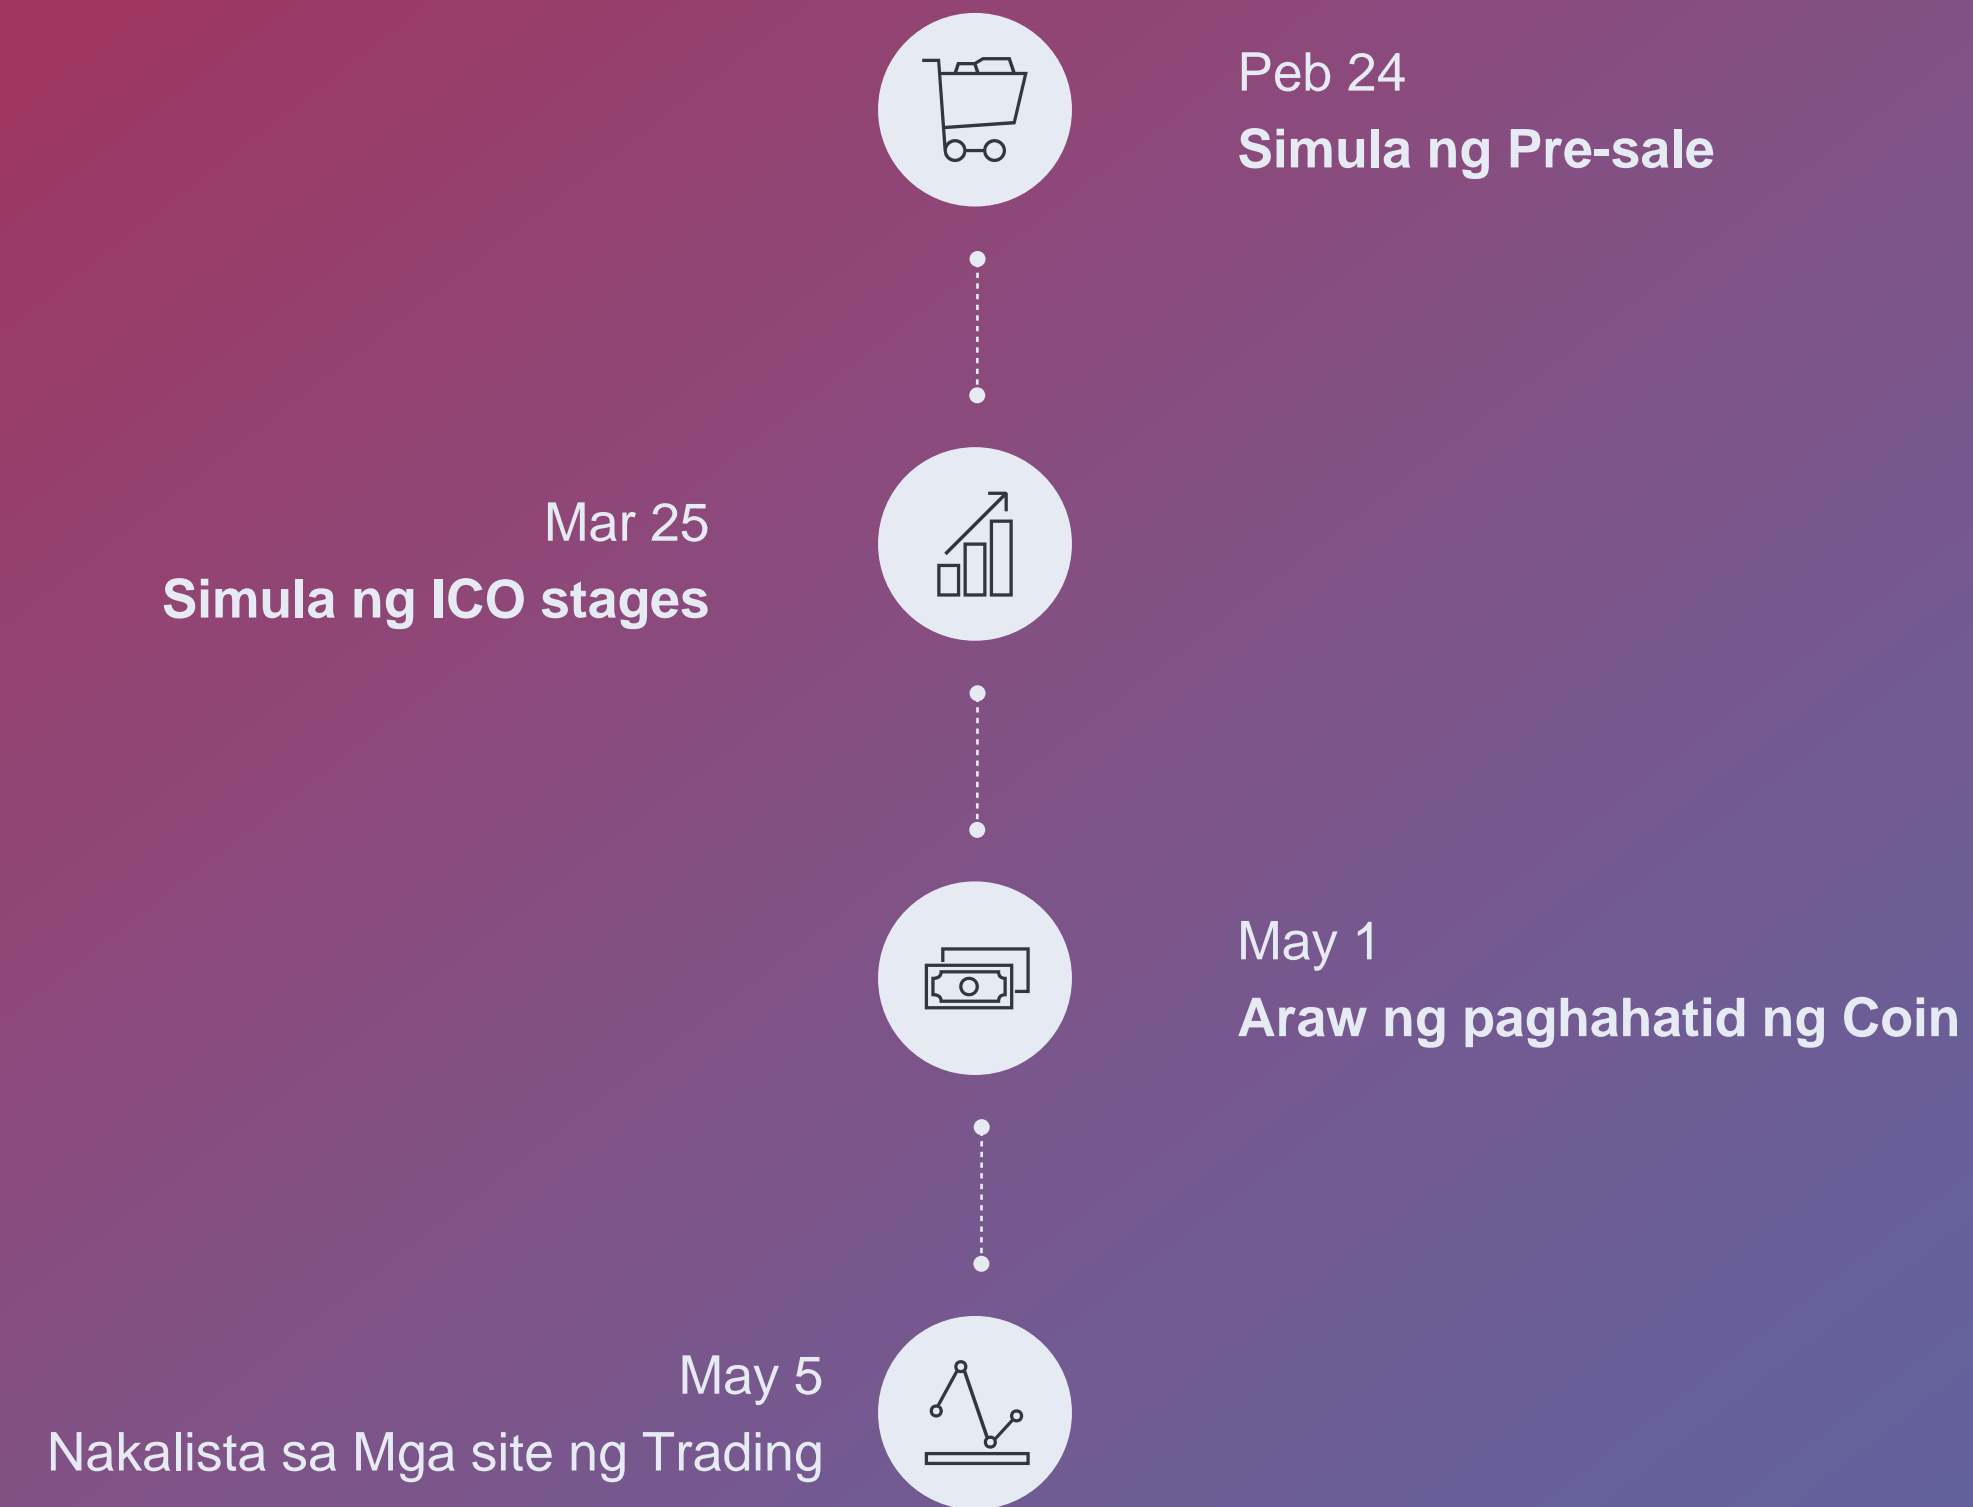 Peb 24
Simula ng Pre-sale
Mar 25
Simula ng ICO stages
May 1
Araw ng paghahatid ng Coin
May 5
Nakalista sa Mga site ng Trading